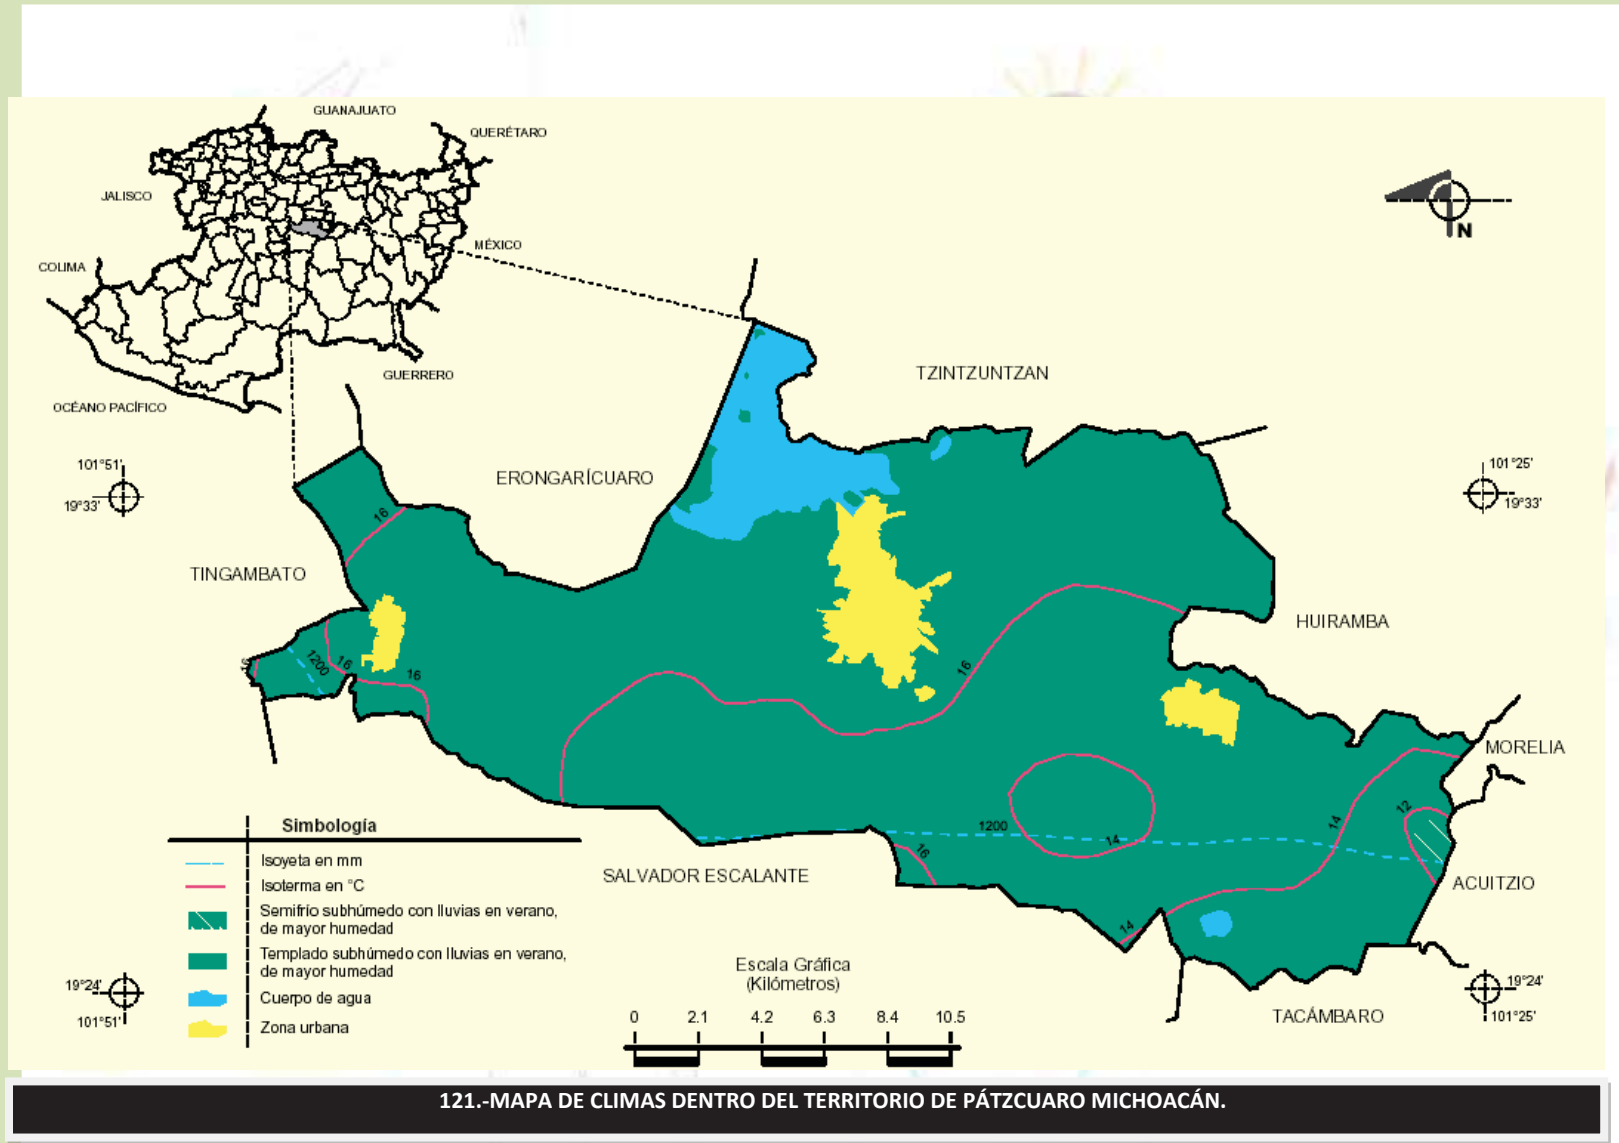 GUANAJUATO
QUERÉTARO
JALISCO
MÉXICO
COLIMA
GUERRERO
OCÉANO PACÍFICO
N
TZINTZUNTZAN
ERONGARÍCUARO
101°51'
19°33'
101°25'
19°33'
TINGAMBATO
HUIRAMBA
16
16
1200
16
16
16
MORELIA
12
14
1200
14
16
14
SALVADOR ESCALANTE
ACUITZIO
TACÁMBARO
Simbología
Isoyeta en mm
Isoterma en °C
Semifrío subhúmedo con lluvias en verano,
de mayor humedad
Templado subhúmedo con lluvias en verano,
de mayor humedad
Cuerpo de agua
Zona urbana
Escala Gráfica
(Kilómetros)
0 2.1 4.2 6.3 8.4 10.5
19°24'
101°51'
19°24'
101°25'
121.-MAPA DE CLIMAS DENTRO DEL TERRITORIO DE PÁTZCUARO MICHOACÁN.